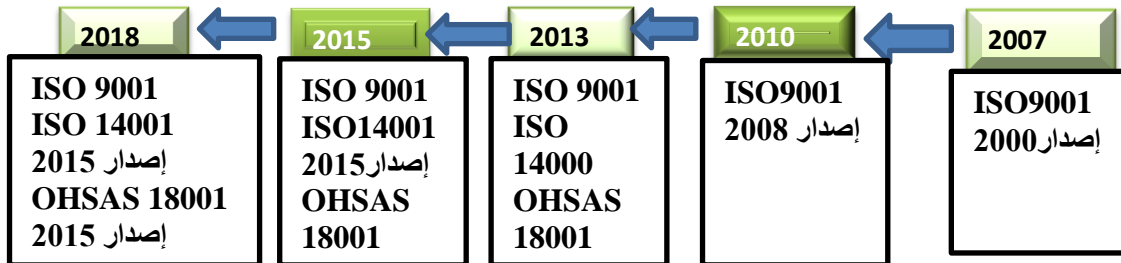 2007
ISO9001
إصدار2000
2010
ISO9001
إصدار 2008
2013
ISO 9001
ISO
14000
OHSAS
18001
2015
ISO 9001
ISO14001
إصدار2015
OHSAS
18001
2018
ISO 9001
ISO 14001
إصدار 2015
OHSAS 18001
إصدار 2015